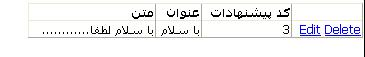 کد پیشنهادات عنوان متن
Edit Delete 3 با سلام با سلام لطفا............